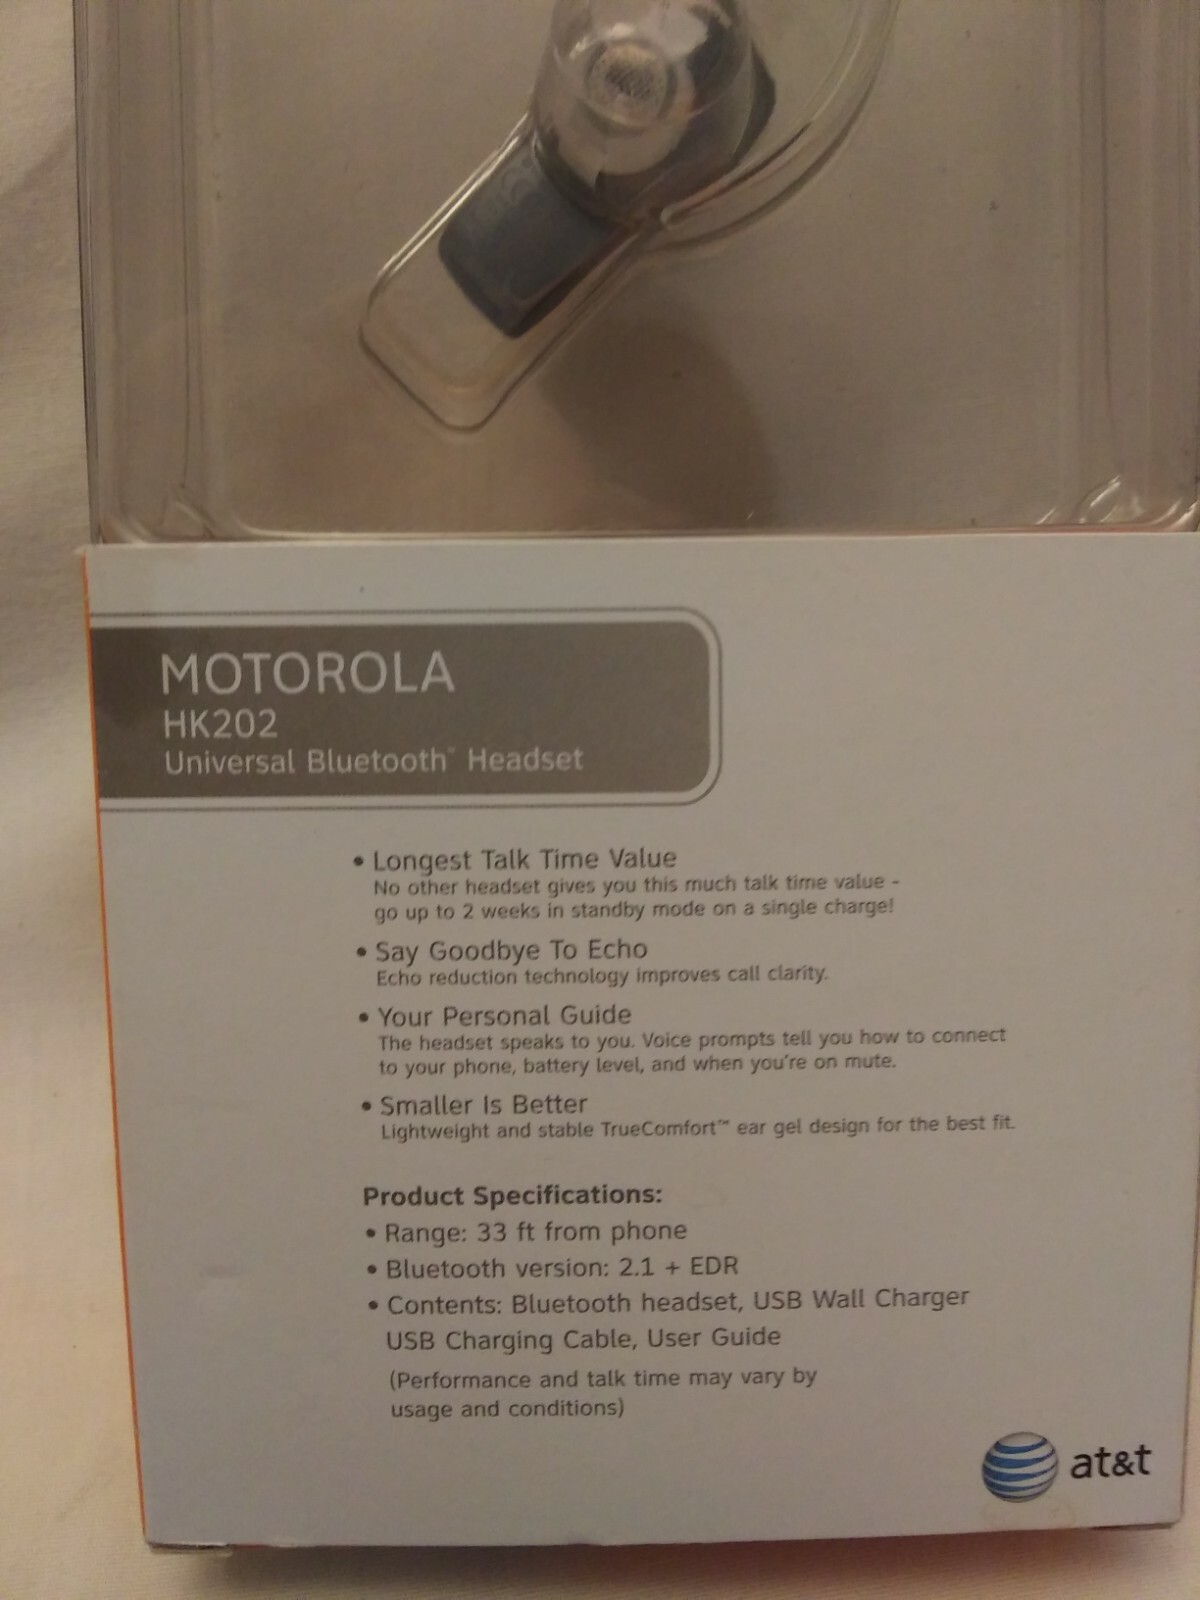 MOTOROLA
HK202
Universal Bluetooth™ Headset
• Longest Talk Time Value
No other headset gives you this much talk time value -
go up to 2 weeks in standby mode on a single charge!
• Say Goodbye To Echo
Echo reduction technology improves call clarity.
• Your Personal Guide
The headset speaks to you. Voice prompts tell you how to connect
to your phone, battery level, and when you're on mute.
• Smaller Is Better
Lightweight and stable TrueComfort™ ear gel design for the best fit.
Product Specifications:
• Range: 33 ft from phone
• Bluetooth version: 2.1 + EDR
• Contents: Bluetooth headset, USB Wall Charger
USB Charging Cable, User Guide
(Performance and talk time may vary by
usage and conditions)
at&t